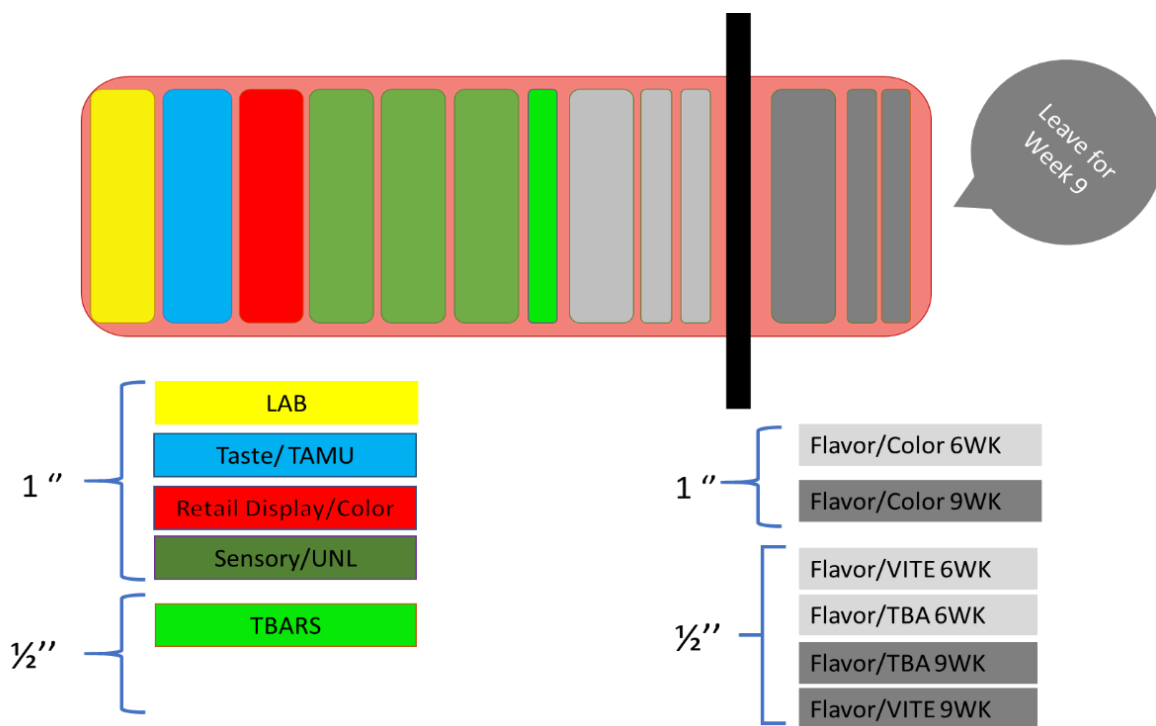 Leave for
Week 9
LAB
Taste/ TAMU
1 ‘’
Retail Display/Color
Sensory/UNL
TBARS
½’’
Flavor/Color 6WK
1 ‘’
Flavor/Color 9WK
Flavor/VITE 6WK
Flavor/TBA 6WK
½’’
Flavor/TBA 9WK
Flavor/VITE 9WK